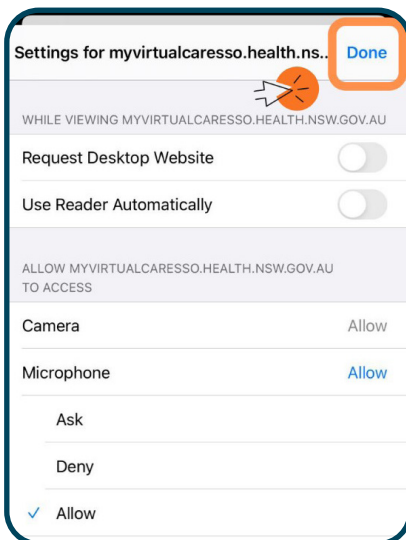 Settings for myvirtualcaresso.health.ns.. Done
WHILE VIEWING MYVIRTUALCARESSO.HEALTH.NSW.GOV.AU
Request Desktop Website
Use Reader Automatically
ALLOW MYVIRTUALCARESSO.HEALTH.NSW.GOV.AU
TO ACCESS
Camera Allow
Microphone Allow
Ask
Deny
Allow